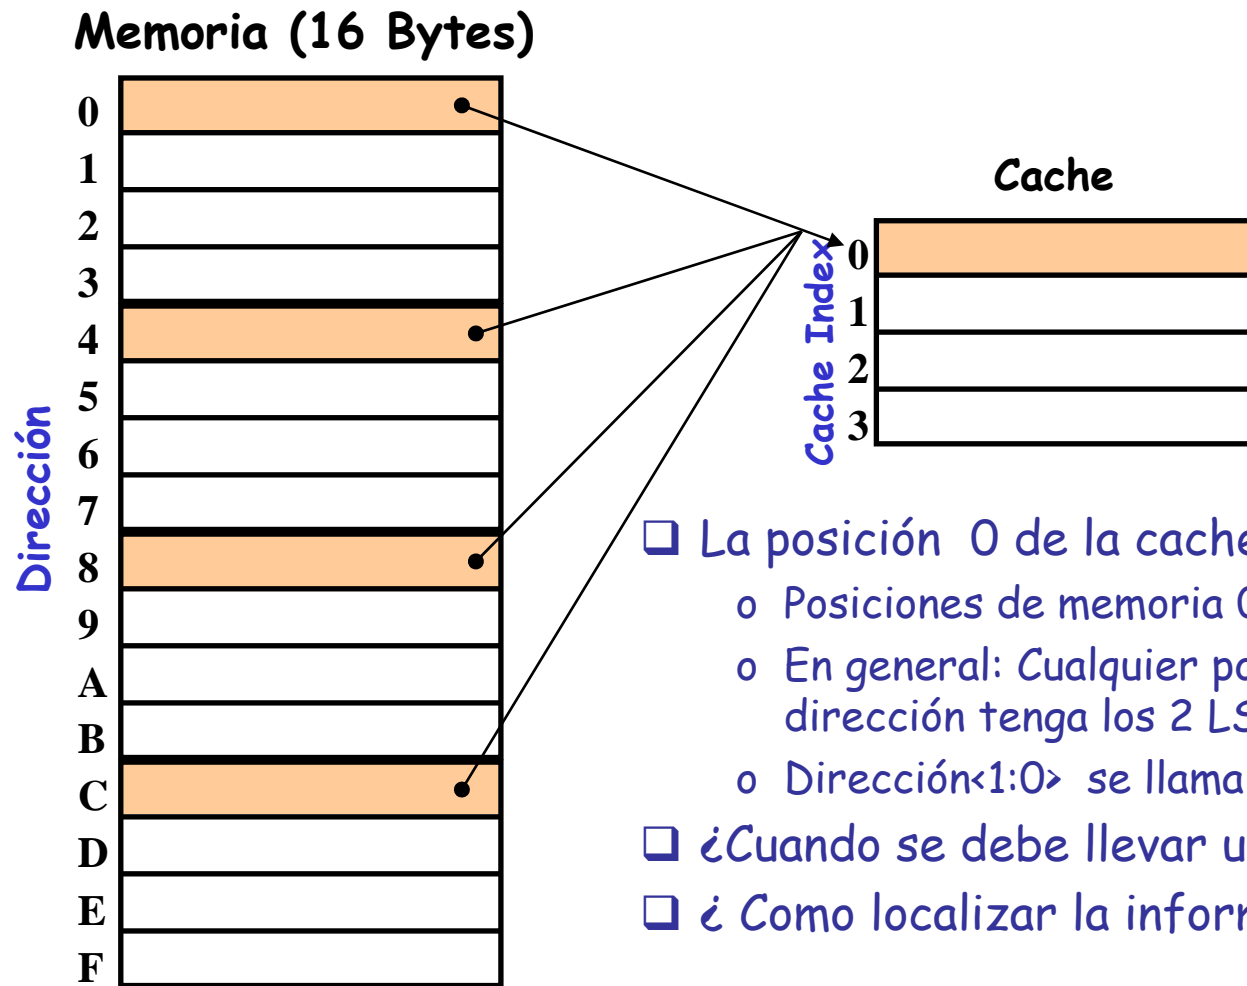 Memoria (16 Bytes)
Dirección
0
1
2
3
4
5
6
7
8
9
A
B
C
D
E
F
Cache
Cache Index
0
1
2
3
La posición 0 de la cache
o Posiciones de memoria
o En general: Cualquier
dirección tenga los 2
o Dirección<1:0> se llama
¿Cuando se debe llevar
¿ Como localizar la